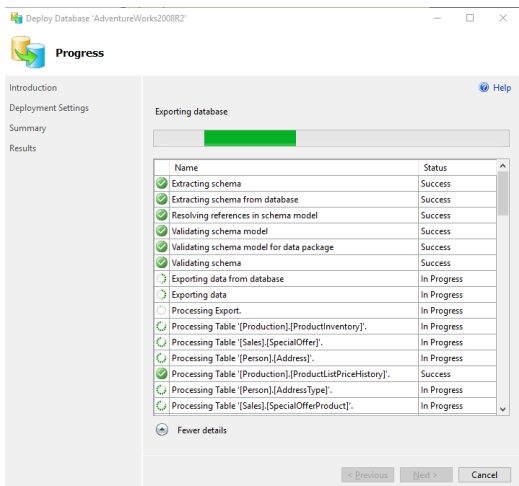 Deploy Database 'AdventureWorks2008R2'
Progress
Introduction
Deployment Settings
Summary
Results
Help
Exporting database
Name Status
Extracting schema Success
Extracting schema from database Success
Resolving references in schema model Success
Validating schema model Success
Validating schema model for data package Success
Validating schema Success
Exporting data from database In Progress
Exporting data In Progress
Processing Export. In Progress
Processing Table '[Production].[ProductInventory]'. In Progress
Processing Table '[Sales].[SpecialOffer]'. In Progress
Processing Table '[Person].[Address]'. In Progress
Processing Table '[Production].[ProductListPriceHistory]'. Success
Processing Table '[Person].[AddressType]'. In Progress
Processing Table '[Sales].[SpecialOfferProduct]'. In Progress
Fewer details
< Previous Next > Cancel